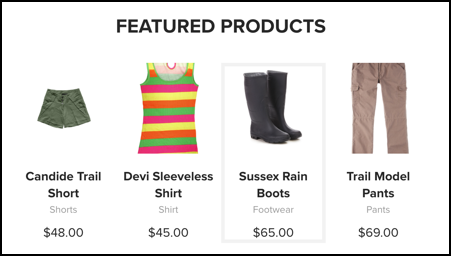 FEATURED PRODUCTS
Candide Trail
Short
Shorts
$48.00
Devi Sleeveless
Shirt
Shirt
$45.00
Sussex Rain
Boots
Footwear
$65.00
Trail Model
Pants
Pants
$69.00